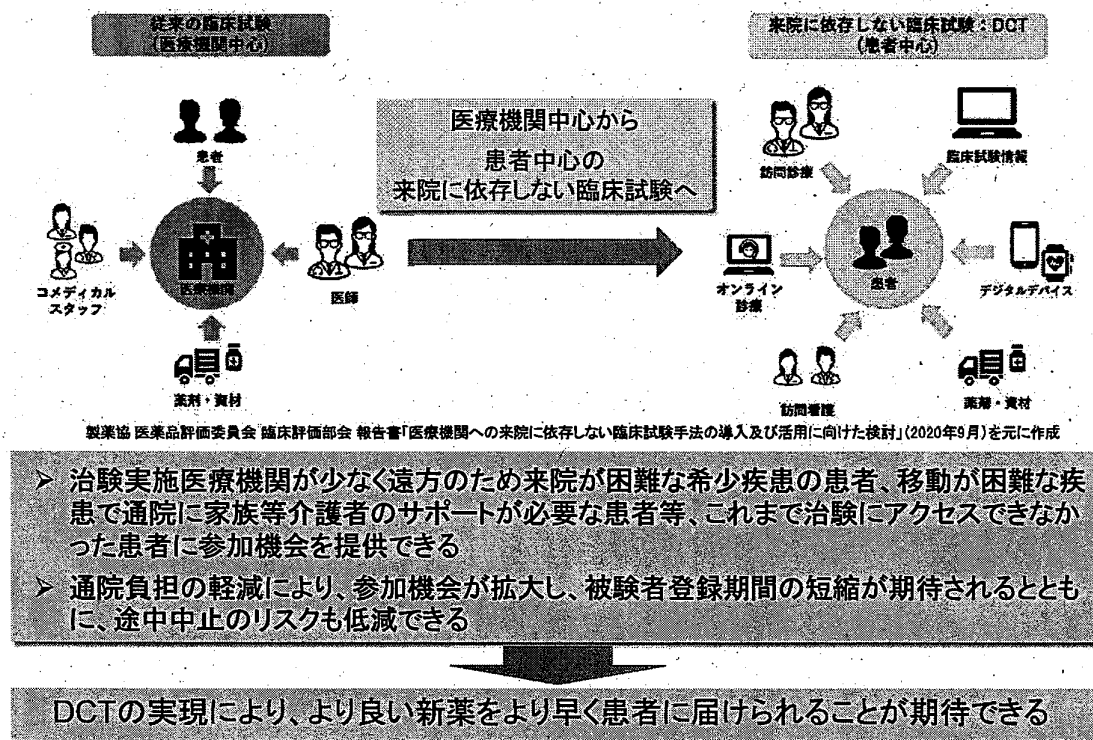 従来の臨床試験
(医療機関中心)
来院に依存しない臨床試験：DCT
(患者中心)
患者
コメディカル
スタッフ
医療機関
医師
薬剤・資材
医療機関中心から
患者中心の
来院に依存しない臨床試験へ
訪問診療
臨床試験情報
オンライン
診療
患者
デジタルデバイス
訪問看護
薬剤・資材
製薬協 医薬品評価委員会 臨床評価部会 報告書「医療機関への来院に依存しない臨床試験手法の導入及び活用に向けた検討」(2020年9月)を元に作成
➢ 治験実施医療機関が少なく遠方のため来院が困難な希少疾患の患者、移動が困難な疾
患で通院に家族等介護者のサポートが必要な患者等、これまで治験にアクセスできなか
った患者に参加機会を提供できる
➢ 通院負担の軽減により、参加機会が拡大し、被験者登録期間の短縮が期待されるととも
に、途中中止のリスクも低減できる
DCTの実現により、より良い新薬をより早く患者に届けられることが期待できる